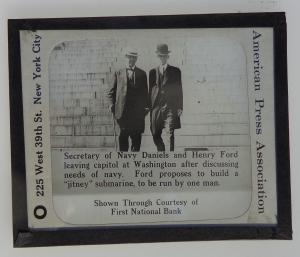 225 West 39th St. New York City
American Press Association
Secretary of Navy Daniels and Henry Ford
leaving capitol at Washington after discussing
needs of navy. Ford proposes to build a
"jitney" submarine, to be run by one man.
Shown Through Courtesy of
First National Bank